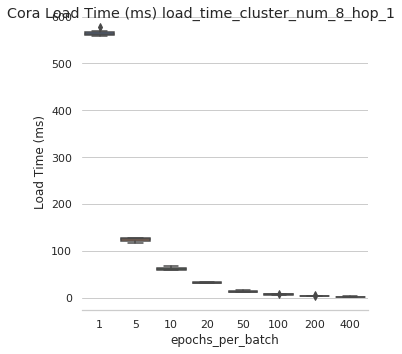 Cora Load Time (ms) load_time_cluster_num_8_hop_1
600
500
400
300
200
100
0
Load Time (ms)
1 5 10 20 50 100 200 400
epochs_per_batch